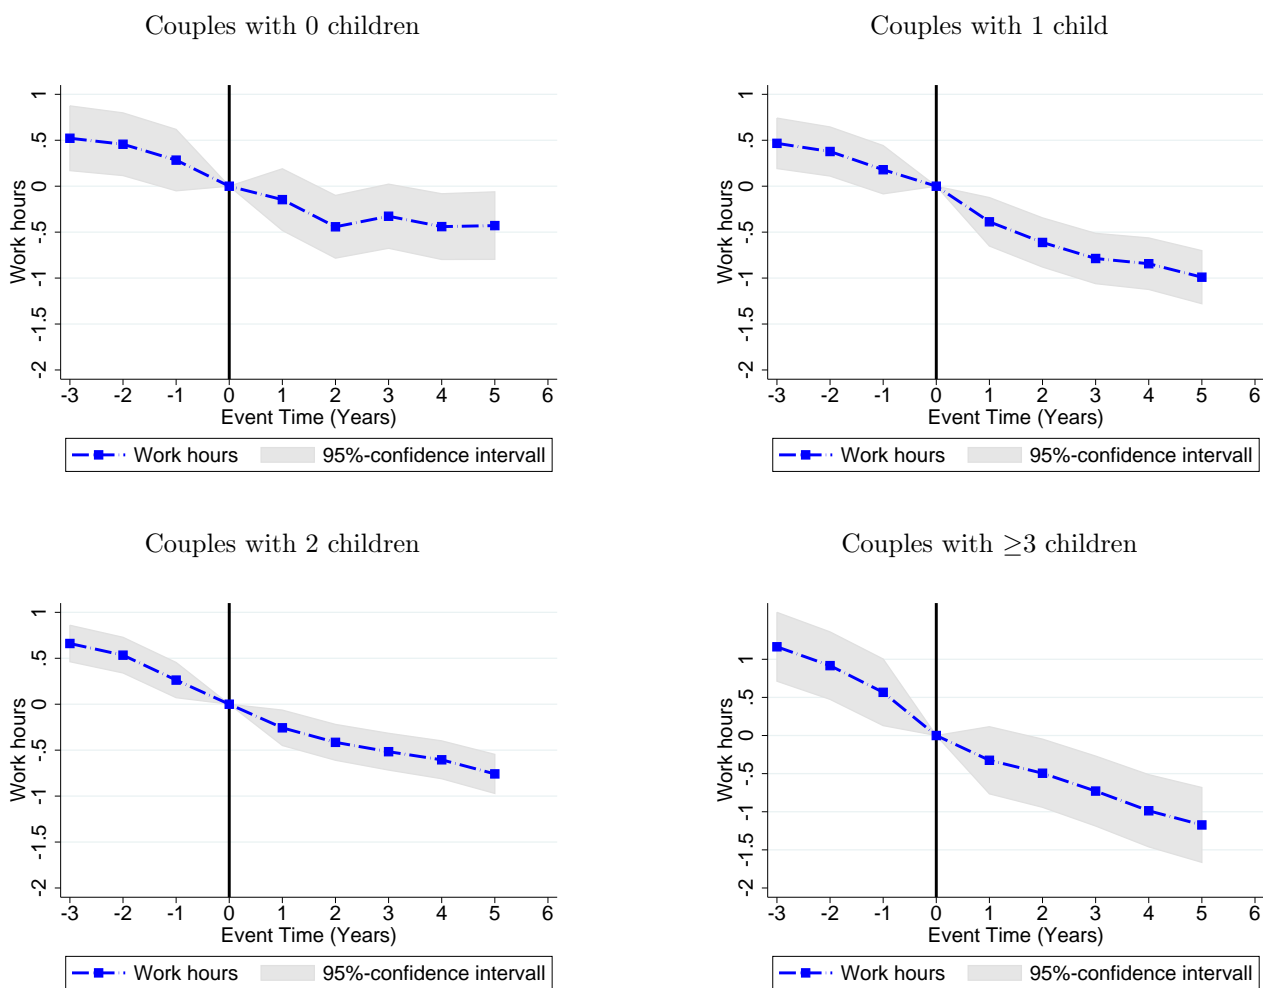 Couples with 0 children
Work hours
1
.5
0
-.5
-1
-1.5
-2
-3 -2 -1 0 1 2 3 4 5 6
Event Time (Years)
Work hours 95%-confidence intervall
Couples with 1 child
Work hours
1
.5
0
-.5
-1
-1.5
-2
-3 -2 -1 0 1 2 3 4 5 6
Event Time (Years)
Work hours 95%-confidence intervall
Couples with 2 children
Work hours
1
.5
0
-.5
-1
-1.5
-2
-3 -2 -1 0 1 2 3 4 5 6
Event Time (Years)
Work hours 95%-confidence intervall
Couples with ≥3 children
Work hours
1
.5
0
-.5
-1
-1.5
-2
-3 -2 -1 0 1 2 3 4 5 6
Event Time (Years)
Work hours 95%-confidence intervall